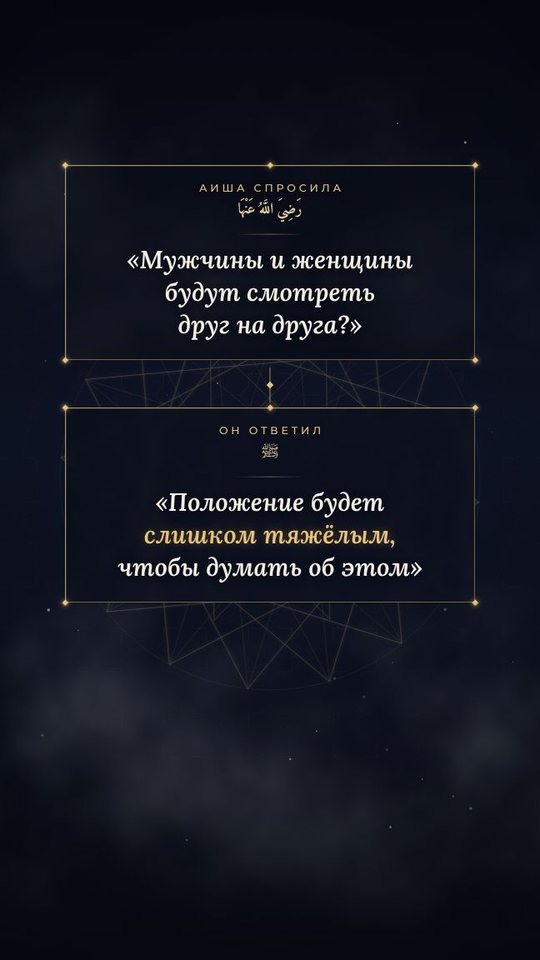 АИША СПРОСИЛА
رَضِيَ اللَّهُ عَنْهَا
«Мужчины и женщины
будут смотреть
друг на друга?»
ОН ОТВЕТИЛ
ﷺ
«Положение будет
слишком тяжёлым,
чтобы думать об этом»